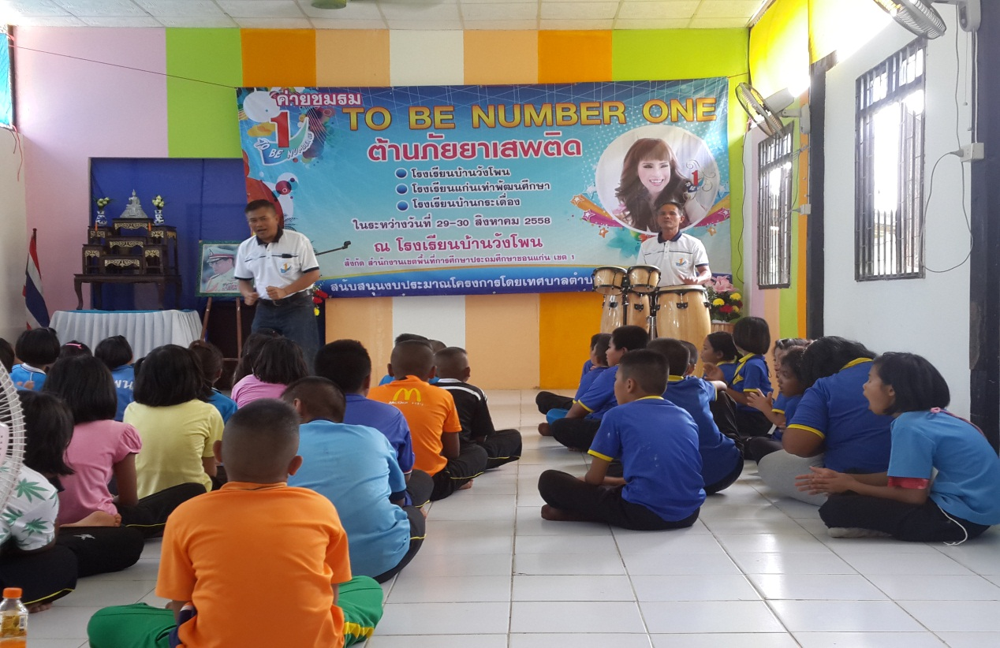 ค่ายชมรม
1
TO BE NUMBER ONE
ต้านภัยยาเสพติด
โรงเรียนบ้านวังโพน
โรงเรียนแก่นเท่าพัฒนศึกษา
โรงเรียนบ้านกระเดื่อง
ในระหว่างวันที่ 29-30 สิงหาคม 2558
ณ โรงเรียนบ้านวังโพน
สังกัด สำนักงานเขตพื้นที่การศึกษาประถมศึกษาขอนแก่น เขต 1
สนับสนุนงบประมาณโครงการโดยเทศบาลตำบ
1